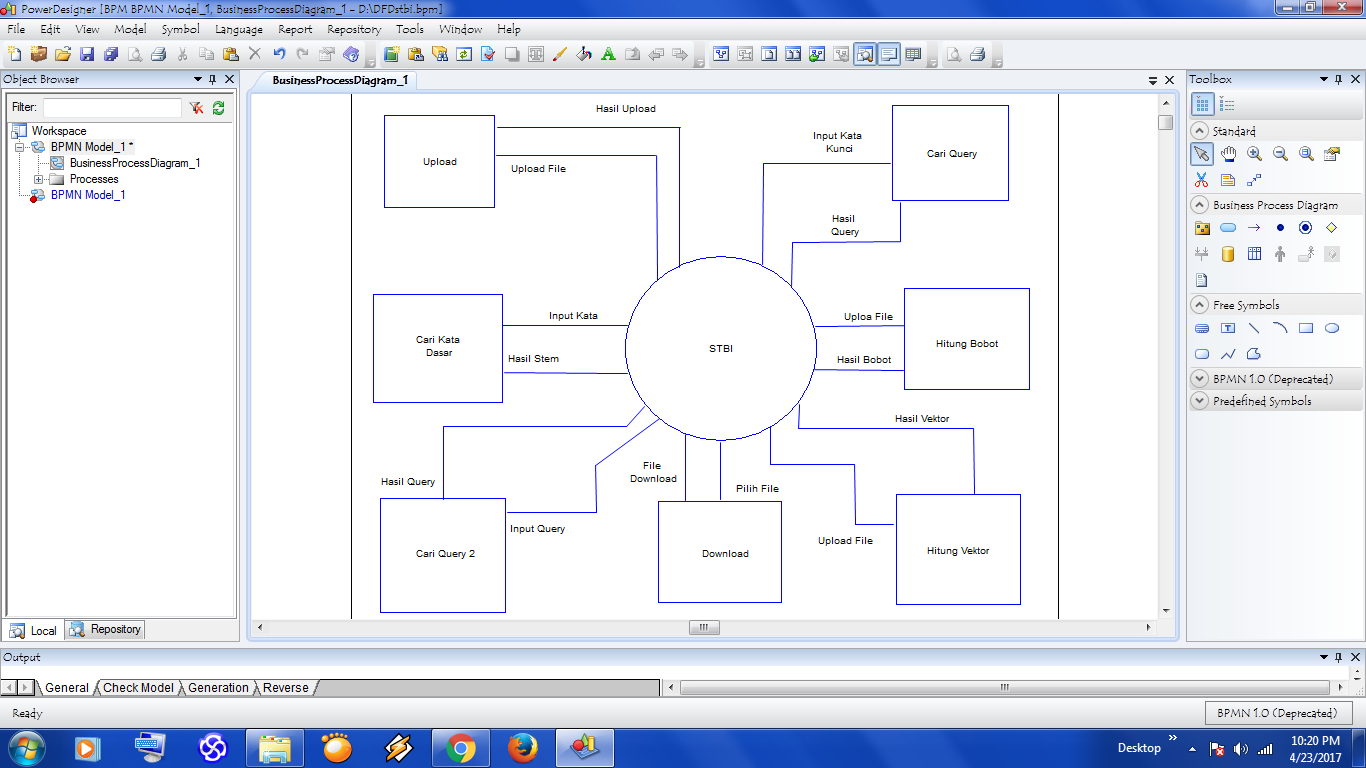 PowerDesigner [BPM BPMN Model_1, BusinessProcessDiagram_1 - D:\DFDstbi.bpm]
File Edit View Model Symbol Language Report Repository Tools Window Help
Object Browser
BusinessProcessDiagram_1
Toolbox
Filter:
Workspace
BPMN Model_1 *
BusinessProcessDiagram_1
Processes
BPMN Model_1
Local
Repository
Hasil Upload
Upload
Upload File
Input Kata
Kunci
Cari Query
Hasil
Query
Cari Kata
Dasar
Input Kata
Hasil Stem
STBI
Uploa File
Hasil Bobot
Hitung Bobot
Hasil Vektor
Hasil Query
Cari Query 2
Input Query
File
Download
Pilih File
Download
Upload File
Hitung Vektor
Standard
Business Process Diagram
Free Symbols
BPMN 1.0 (Deprecated)
Predefined Symbols
Output
General Check Model Generation Reverse
Ready
BPMN 1.0 (Deprecated)
Desktop
10:20 PM
4/23/2017